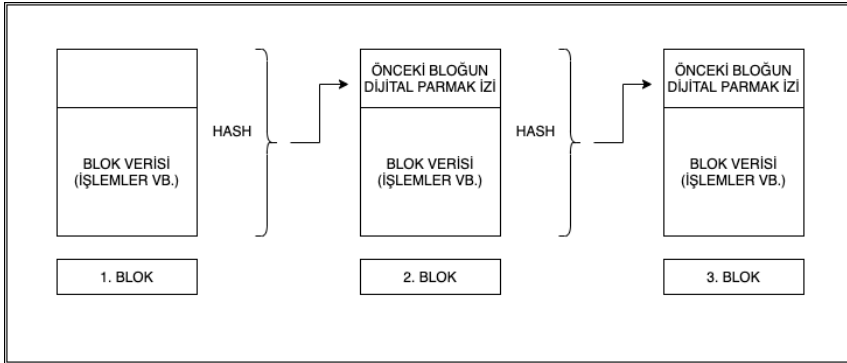 BLOK VERİSİ
(İŞLEMLER VB.)
1. BLOK
HASH
ÖNCEKİ BLOĞUN
DİJİTAL PARMAK İZİ
BLOK VERİSİ
(İŞLEMLER VB.)
2. BLOK
HASH
ÖNCEKİ BLOĞUN
DİJİTAL PARMAK İZİ
BLOK VERİSİ
(İŞLEMLER VB.)
3. BLOK